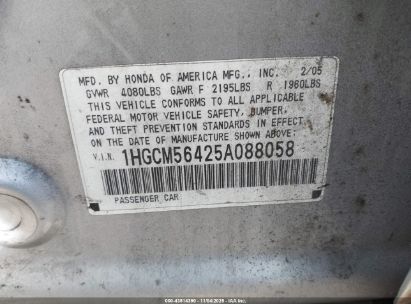 MFD. BY HONDA OF AMERICA MFG., INC. 2/05
GVWR 4080LBS GAWR F 2195LBS R 1960LBS
THIS VEHICLE CONFORMS TO ALL APPLICABLE
FEDERAL MOTOR VEHICLE SAFETY, BUMPER,
AND THEFT PREVENTION STANDARDS IN EFFECT
ON THE DATE OF MANUFACTURE SHOWN ABOVE.
V.I.N. 1HGCM56425A088058
PASSENGER CAR